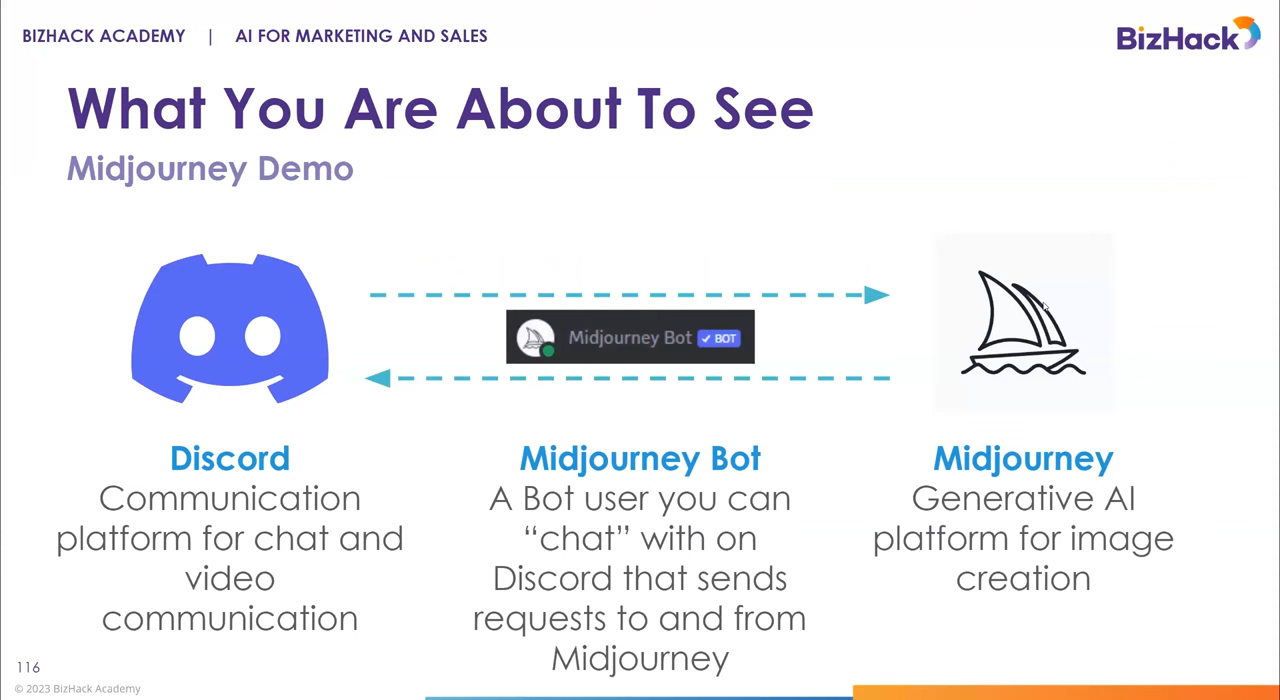 BIZHACK ACADEMY | AI FOR MARKETING AND SALES
BizHack
What You Are About To See
Midjourney Demo
Midjourney Bot ✓ BOT
Discord
Communication
platform for chat and
video
communication
Midjourney Bot
A Bot user you can
“chat” with on
Discord that sends
requests to and from
Midjourney
Midjourney
Generative AI
platform for image
creation
116
© 2023 BizHack Academy